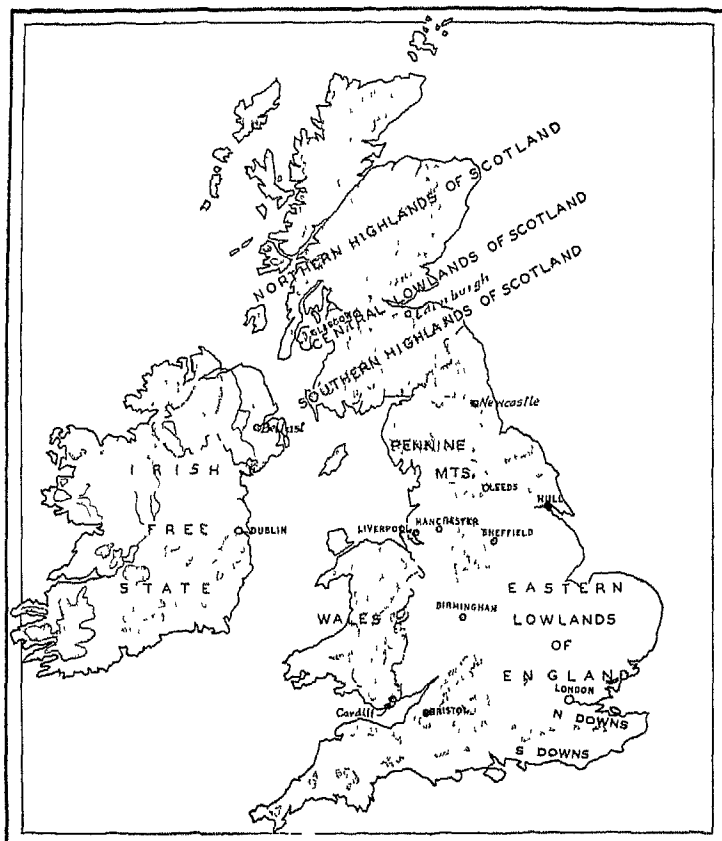 NORTHERN HIGHLANDS OF SCOTLAND
CENTRAL LOWLANDS OF SCOTLAND
Edinburgh
SOUTHERN HIGHLANDS OF SCOTLAND
Newcastle
Belfast
PENNINE
MTS.
IRISH
LEEDS
HULL
FREE
DUBLIN
LIVERPOOL
MANCHESTER
SHEFFIELD
STATE
WALES
BIRMINGHAM
EASTERN
LOWLANDS
OF
ENGLAND
LONDON
Cardiff
BRISTOL
N DOWNS
S DOWNS